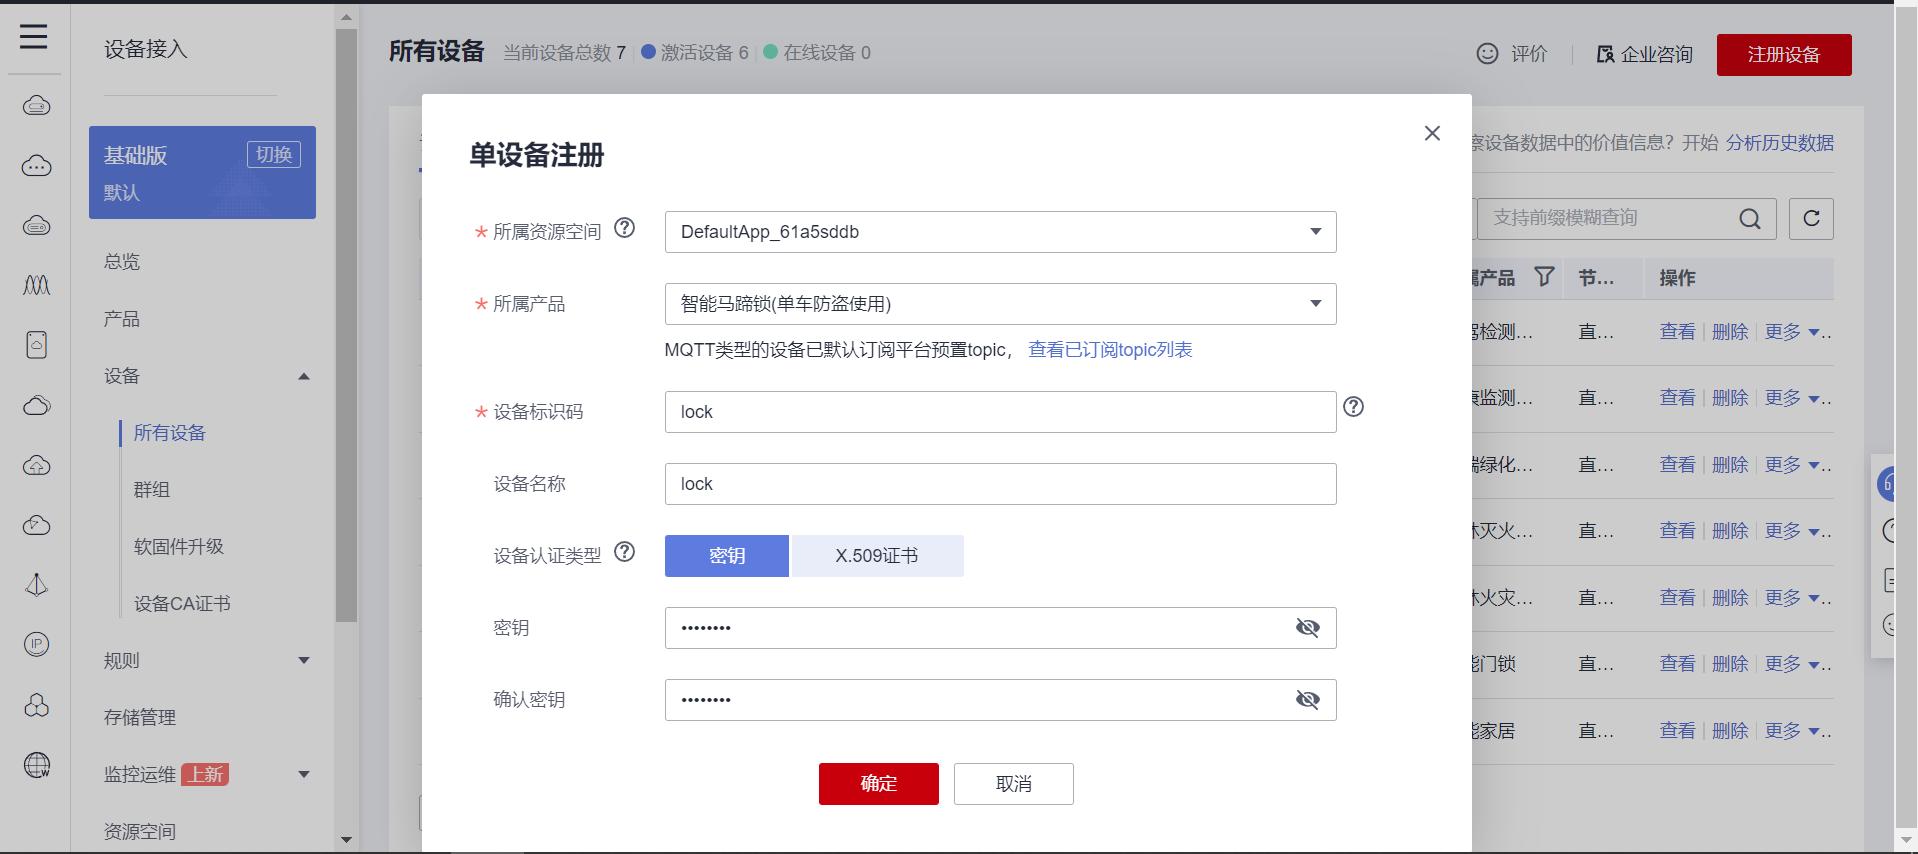 设备接入
基础版
切换
默认
总览
产品
设备
所有设备
群组
软固件升级
设备CA证书
规则
存储管理
监控运维 上新
资源空间
所有设备 当前设备总数 7 激活设备 6 在线设备 0
评价
企业咨询
注册设备
察设备数据中的价值信息? 开始 分析历史数据
支持前缀模糊查询
属产品 节... 操作
检测... 直... 查看 删除 更多
康监测... 直... 查看 删除 更多
绿化... 直... 查看 删除 更多
林灭火... 直... 查看 删除 更多
林火灾... 直... 查看 删除 更多
能门锁 直... 查看 删除 更多
能家居 直... 查看 删除 更多
单设备注册
* 所属资源空间 ?
DefaultApp_61a5sddb
* 所属产品
智能马蹄锁(单车防盗使用)
MQTT类型的设备已默认订阅平台预置topic, 查看已订阅topic列表
* 设备标识码
lock
?
设备名称
lock
设备认证类型 ?
密钥
X.509证书
密钥
••••••••
确认密钥
••••••••
确定
取消
IP
W